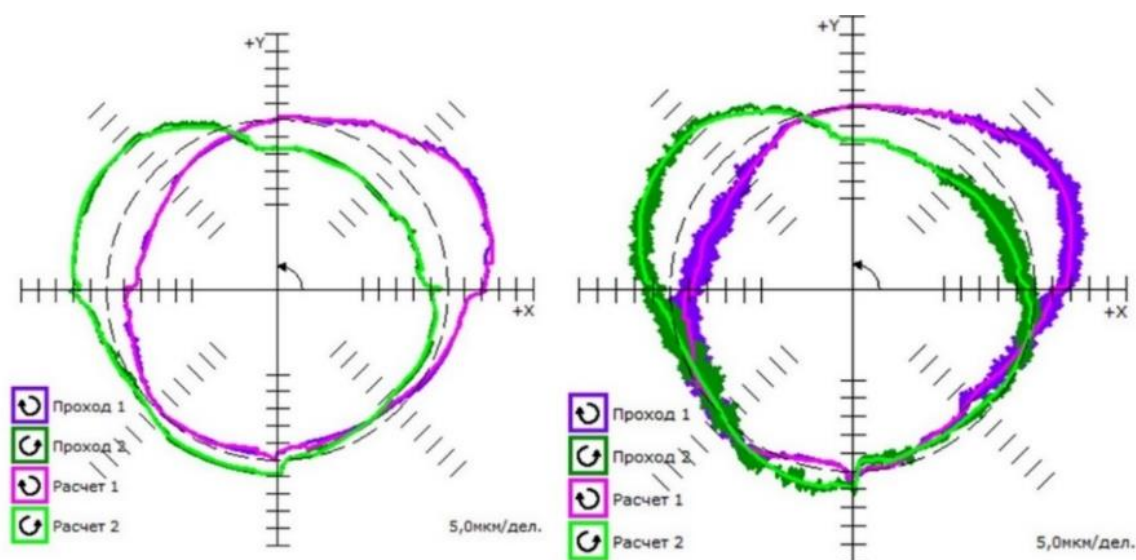 +Y
+X
Проход 1
Проход 2
Расчет 1
Расчет 2
5,0мкм/дел.
+Y
+X
Проход 1
Проход 2
Расчет 1
Расчет 2
5,0мкм/дел.